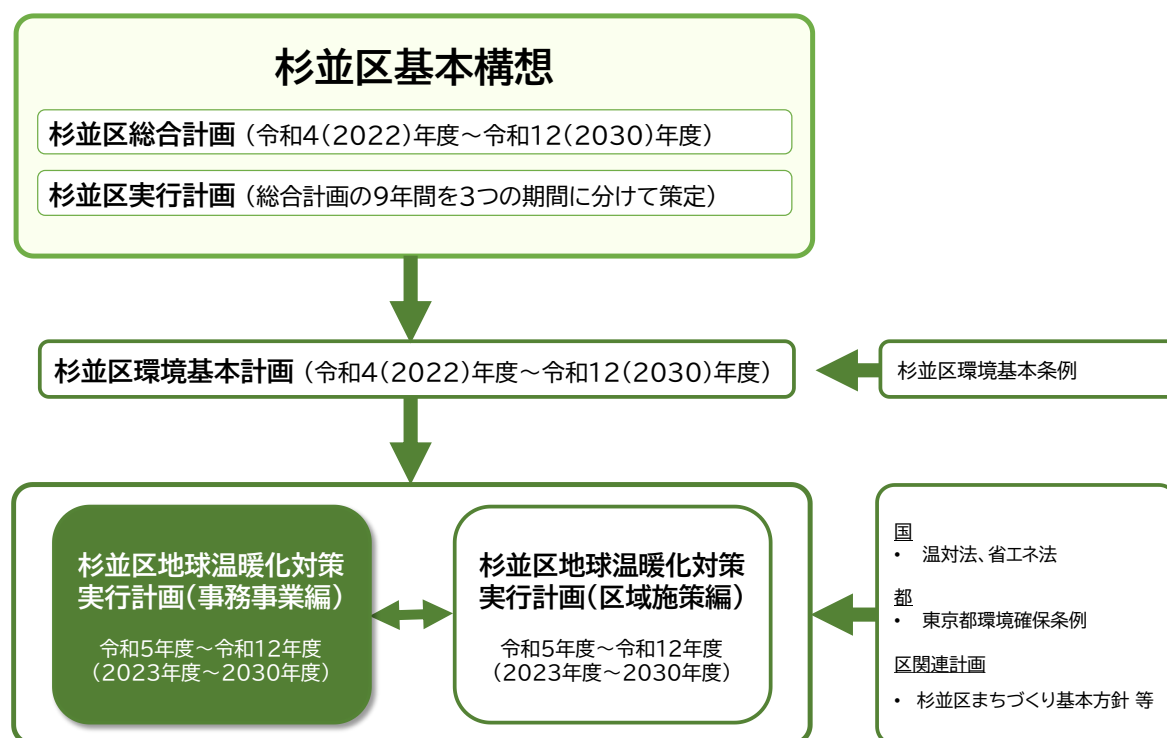 杉並区基本構想
杉並区総合計画 (令和4(2022)年度～令和12(2030)年度)
杉並区実行計画 (総合計画の9年間を3つの期間に分けて策定)
杉並区環境基本計画 (令和4(2022)年度～令和12(2030)年度)
杉並区環境基本条例
杉並区地球温暖化対策
実行計画(事務事業編)
令和5年度～令和12年度
(2023年度～2030年度)
杉並区地球温暖化対策
実行計画(区域施策編)
令和5年度～令和12年度
(2023年度～2030年度)
国
• 温対法、省エネ法
都
• 東京都環境確保条例
区関連計画
• 杉並区まちづくり基本方針 等